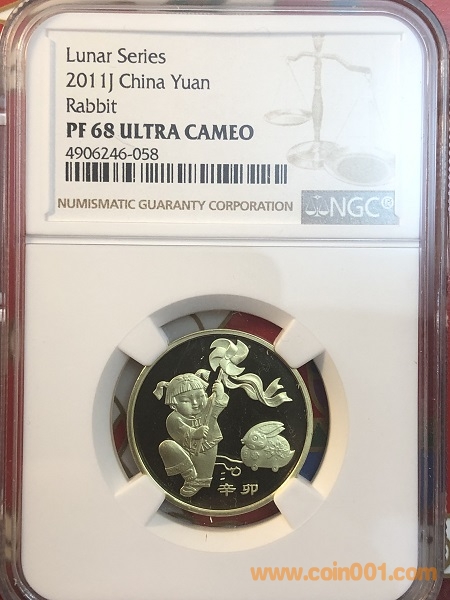 Lunar Series
2011J China Yuan
Rabbit
PF 68 ULTRA CAMEO
4906246-058
NUMISMATIC GUARANTY CORPORATION
NGC
辛卯
www.coin001.com